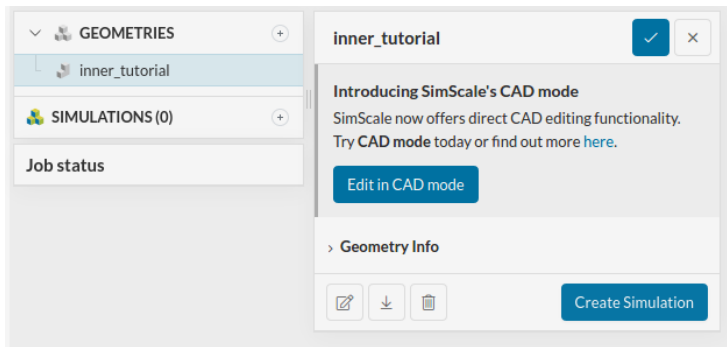 GEOMETRIES
inner_tutorial
SIMULATIONS (0)
Job status
inner_tutorial
Introducing SimScale's CAD mode
SimScale now offers direct CAD editing functionality.
Try CAD mode today or find out more here.
Edit in CAD mode
Geometry Info
Create Simulation